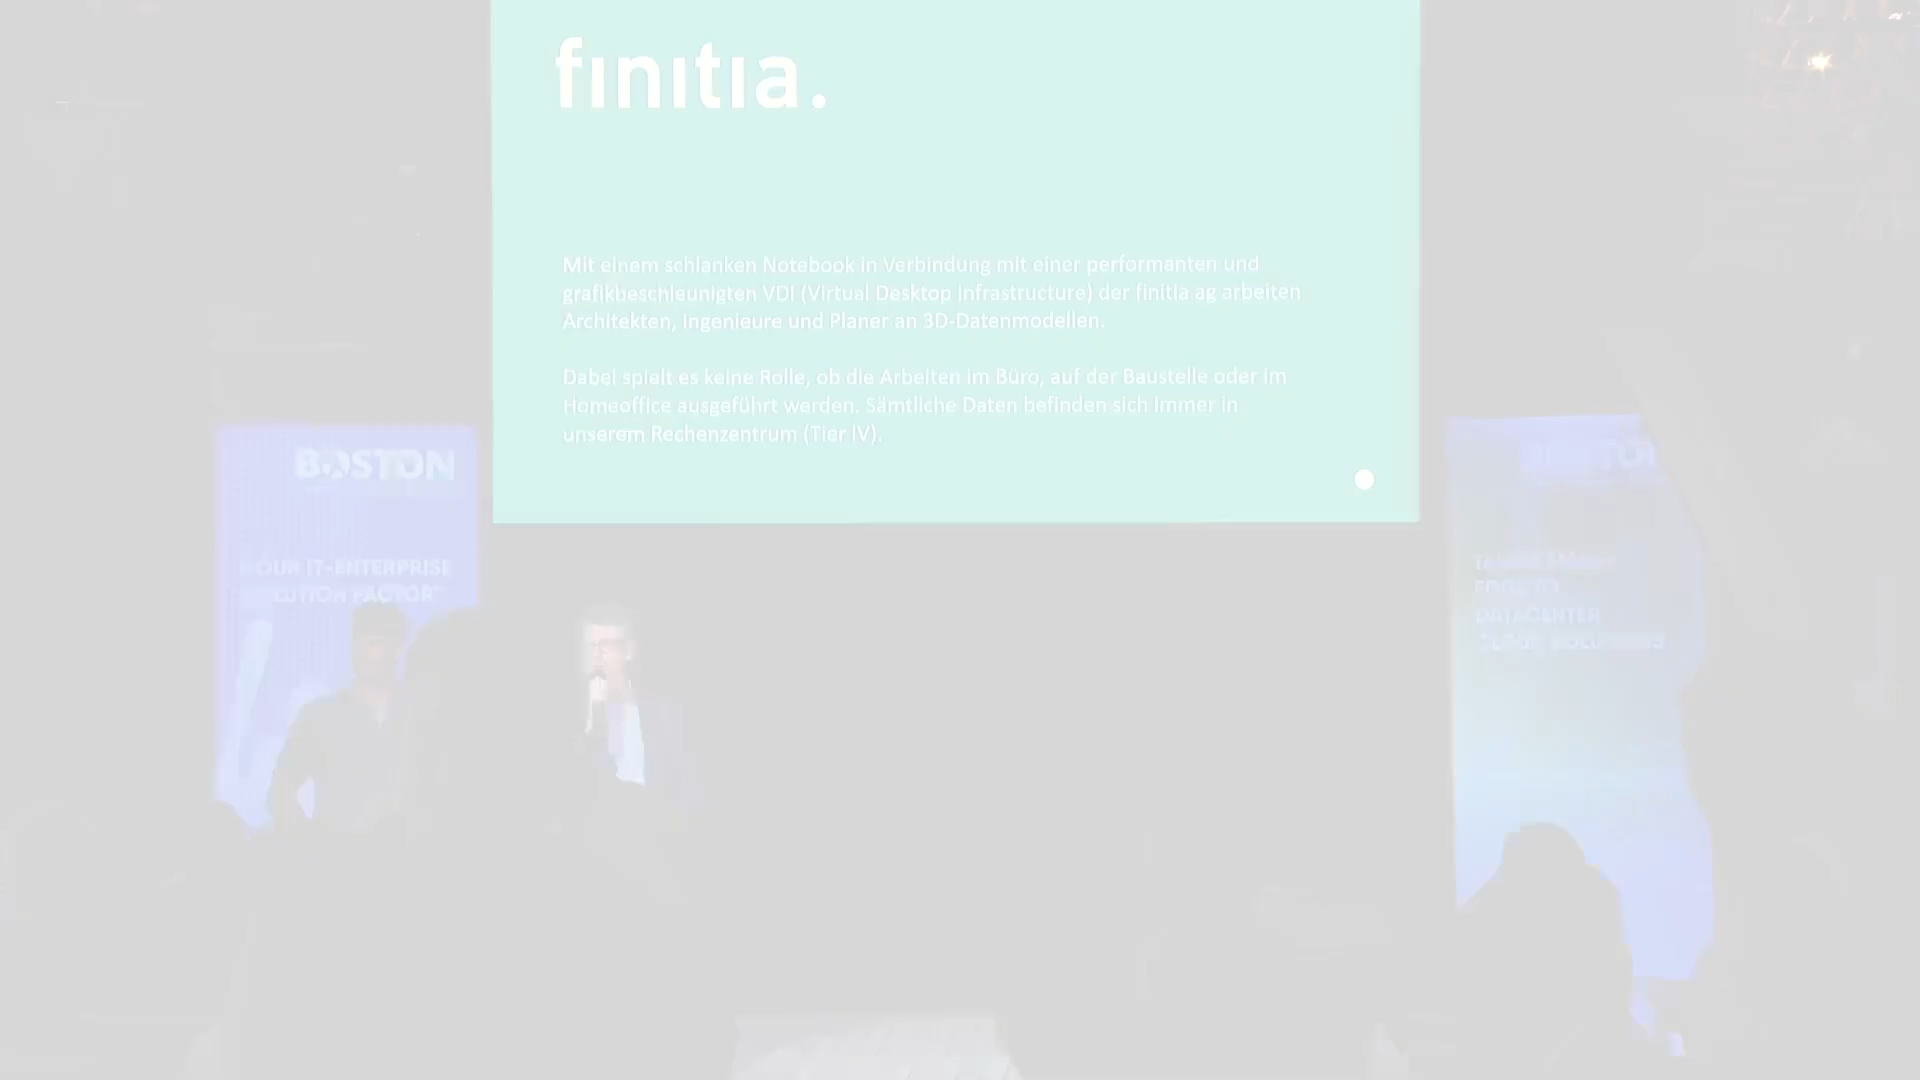 finitia.
Mit einem schlanken Notebook in Verbindung mit einer performanten und
grafikbeschleunigten VDI (Virtual Desktop Infrastructure) der finitia ag arbeiten
Architekten, Ingenieure und Planer an 3D-Datenmodellen.
Dabei spielt es keine Rolle, ob die Arbeiten im Büro, auf der Baustelle oder im
Homeoffice ausgeführt werden. Sämtliche Daten befinden sich immer in
unserem Rechenzentrum (Tier IV).
BOSTON
OUR IT-ENTERPRISE
EDGE TO
DATACENTER